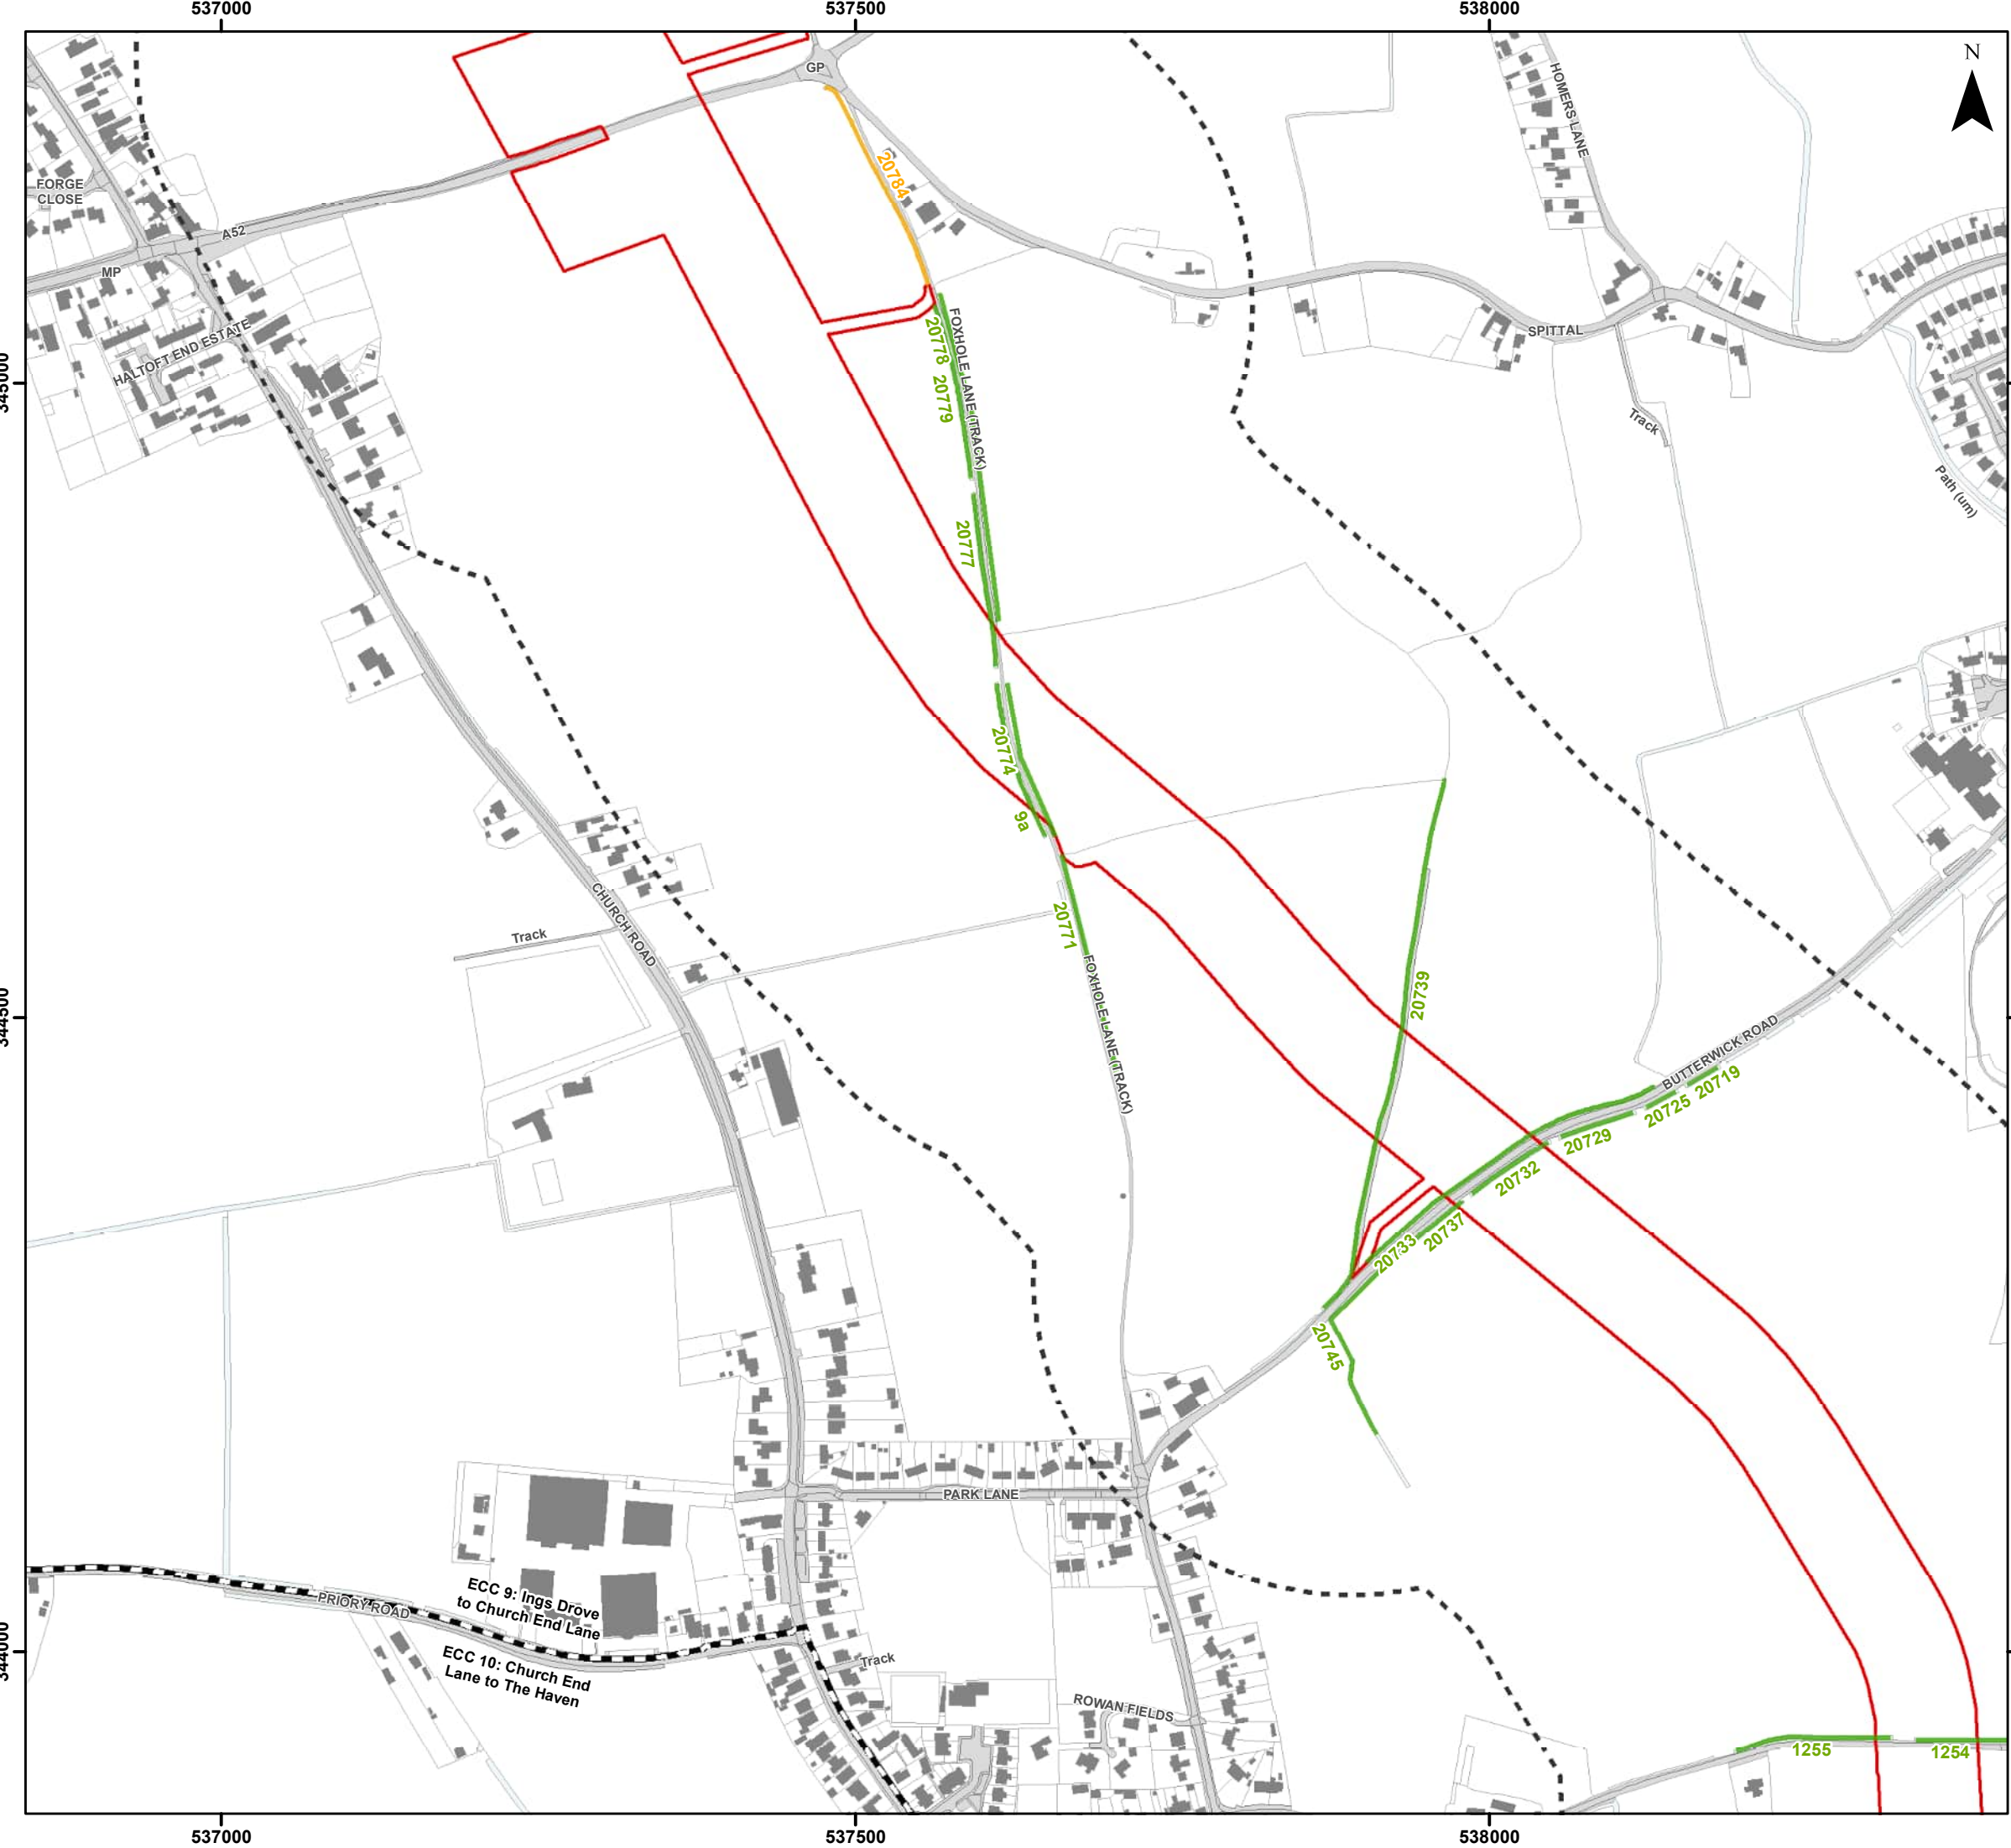 537000
537500
538000
N
GP
HOMERS LANE
20784
FORGE
CLOSE
A52
MP
HALTOFT END ESTATE
SPITTAL
FOXHOLE LANE (TRACK)
20778
20779
Track
Path (um)
20777
20774
9a
CHURCH ROAD
Track
20771
FOXHOLE LANE (TRACK)
20739
BUTTERWICK ROAD
20719
20725
20729
20732
20737
20733
20745
PARK LANE
PRIORY ROAD
ECC 9: Ings Drove
to Church End Lane
ECC 10: Church End
Lane to The Haven
Track
ROWAN FIELDS
1255
1254
537000
537500
538000